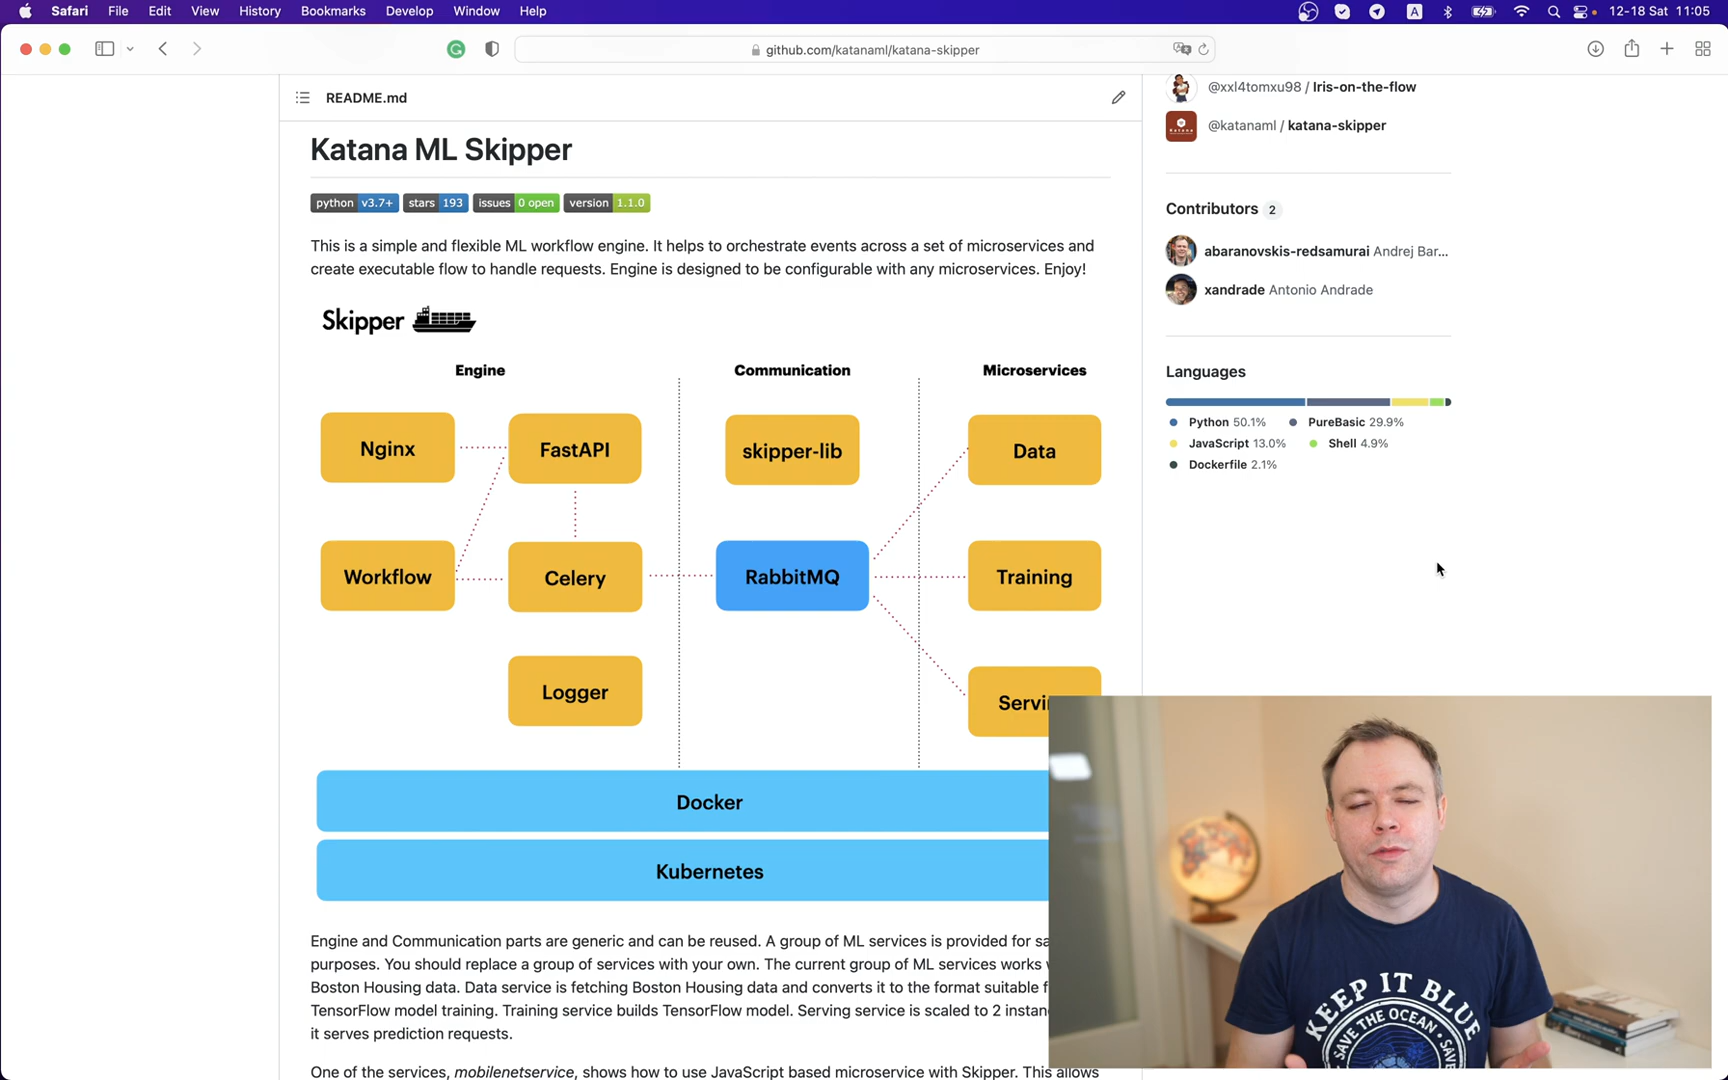 Safari File Edit View History Bookmarks Develop Window Help
A
12-18 Sat 11:05
github.com/katanaml/katana-skipper
README.md
Katana ML Skipper
python v3.7+ stars 193 issues 0 open version 1.1.0
This is a simple and flexible ML workflow engine. It helps to orchestrate events across a set of microservices and
create executable flow to handle requests. Engine is designed to be configurable with any microservices. Enjoy!
Skipper
Engine
Communication
Microservices
Nginx
FastAPI
skipper-lib
Data
Workflow
Celery
RabbitMQ
Training
Logger
Docker
Kubernetes
Engine and Communication parts are generic and can be reused. A group of ML services is provided for
purposes. You should replace a group of services with your own. The current group of ML services works
Boston Housing data. Data service is fetching Boston Housing data and converts it to the format suitable
TensorFlow model training. Training service builds TensorFlow model. Serving service is scaled to 2
it serves prediction requests.
One of the services, mobilenetservice, shows how to use JavaScript based microservice with Skipper. This allows
@xxl4tomxu98 / Iris-on-the-flow
@katanaml / katana-skipper
Contributors 2
abaranovskis-redsamurai Andrej Bar...
xandrade Antonio Andrade
Languages
Python 50.1% PureBasic 29.9%
JavaScript 13.0% Shell 4.9%
Dockerfile 2.1%
KEEP IT BLUE
SAVE THE OCEAN